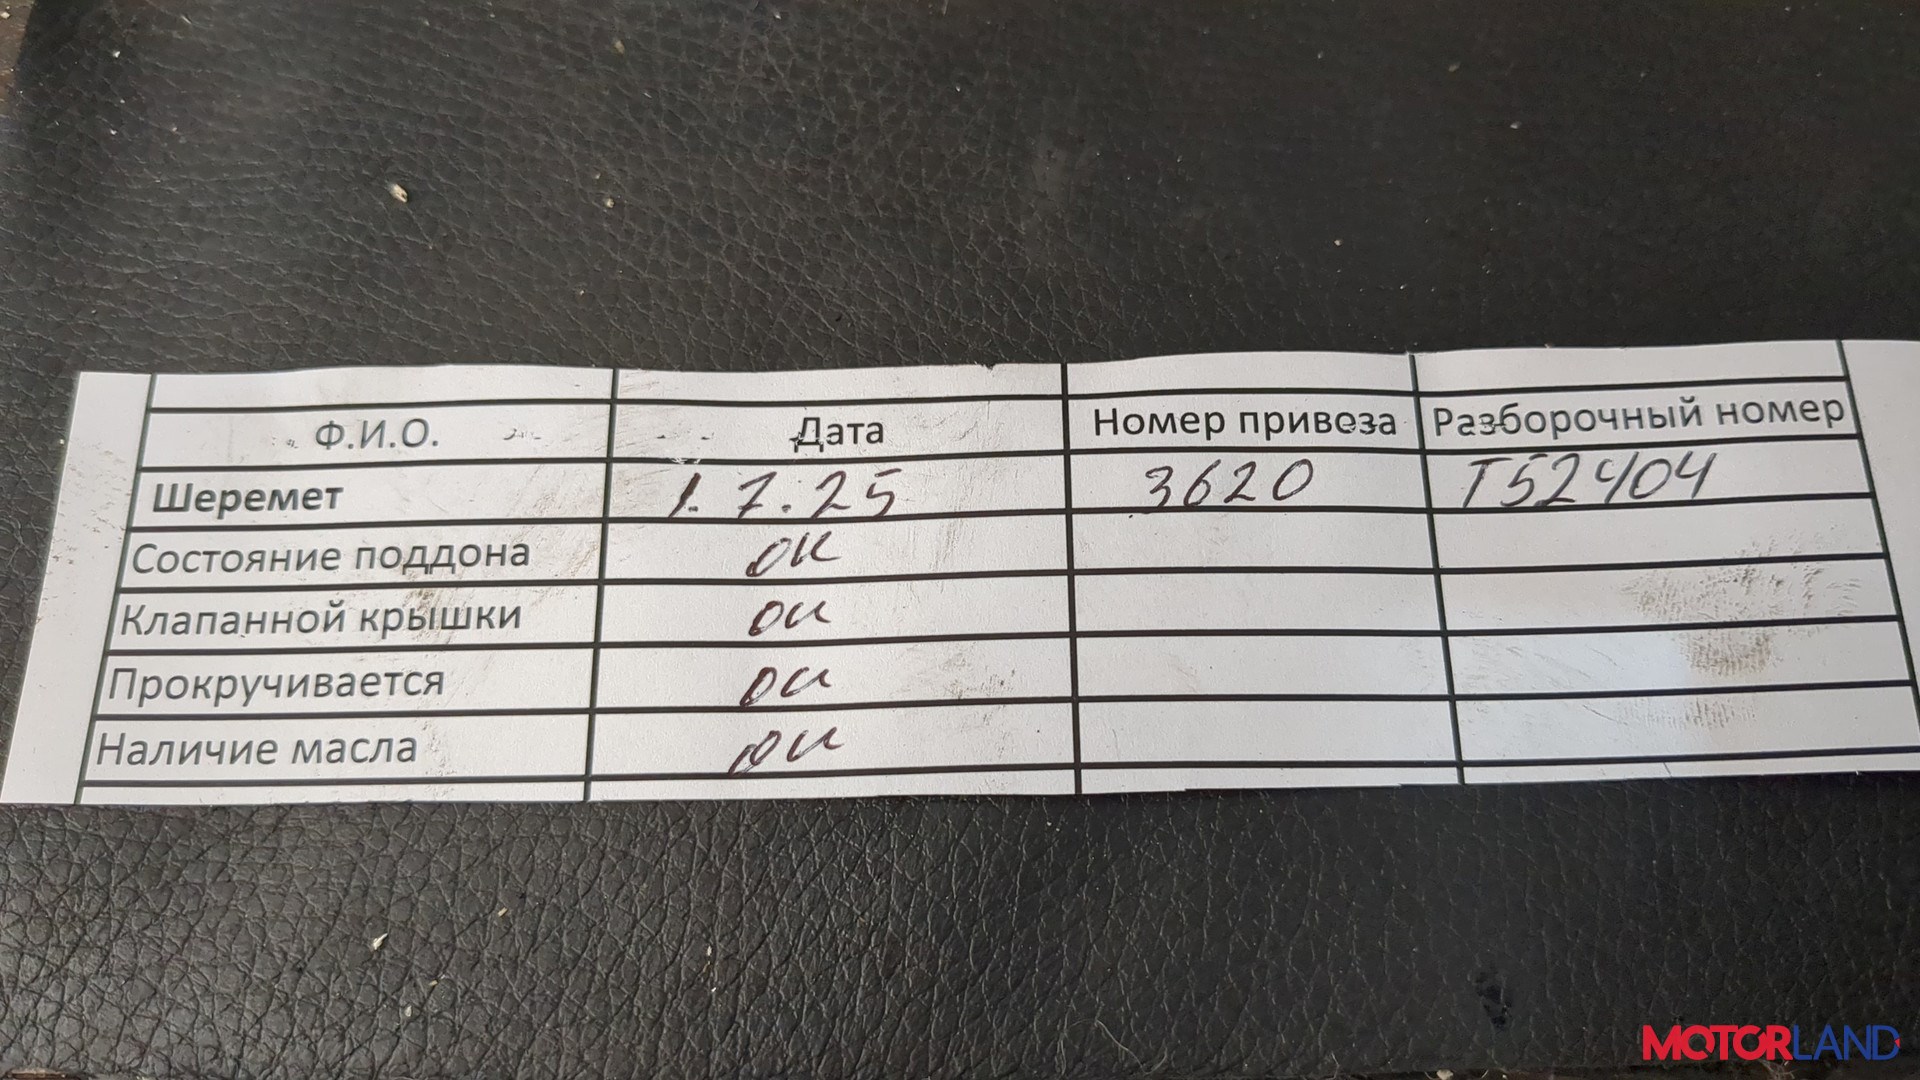 Ф.И.О. Дата Номер привоза Разборочный номер
Шеремет 1.7.25 3620 Т52404
Состояние поддона ок
Клапанной крышки ок
Прокручивается ок
Наличие масла ок
MOTORLAND